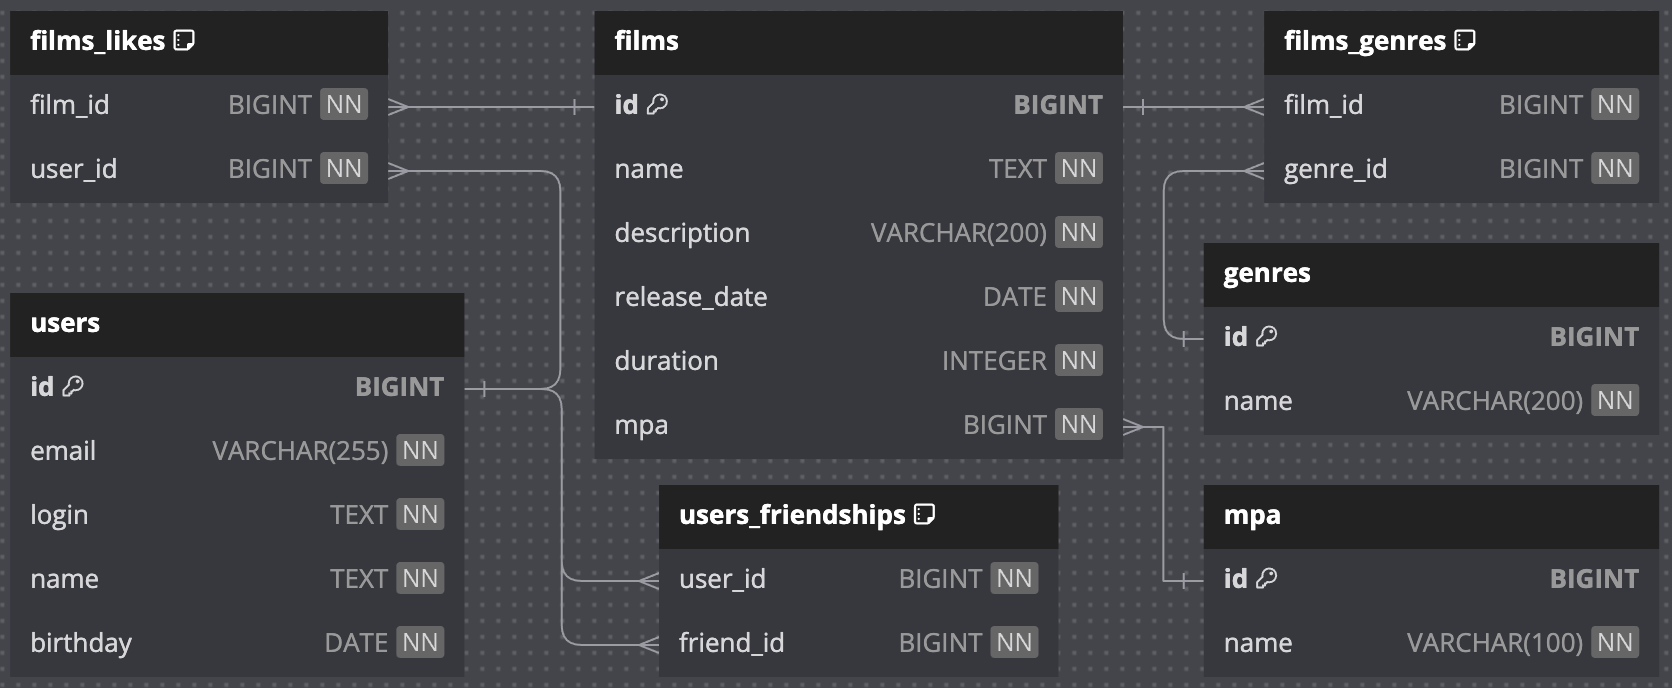 films_likes
film_id BIGINT NN
user_id BIGINT NN
films
id BIGINT
name TEXT NN
description VARCHAR(200) NN
release_date DATE NN
duration INTEGER NN
mpa BIGINT NN
films_genres
film_id BIGINT NN
genre_id BIGINT NN
genres
id BIGINT
name VARCHAR(200) NN
users
id BIGINT
email VARCHAR(255) NN
login TEXT NN
name TEXT NN
birthday DATE NN
users_friendships
user_id BIGINT NN
friend_id BIGINT NN
mpa
id BIGINT
name VARCHAR(100) NN